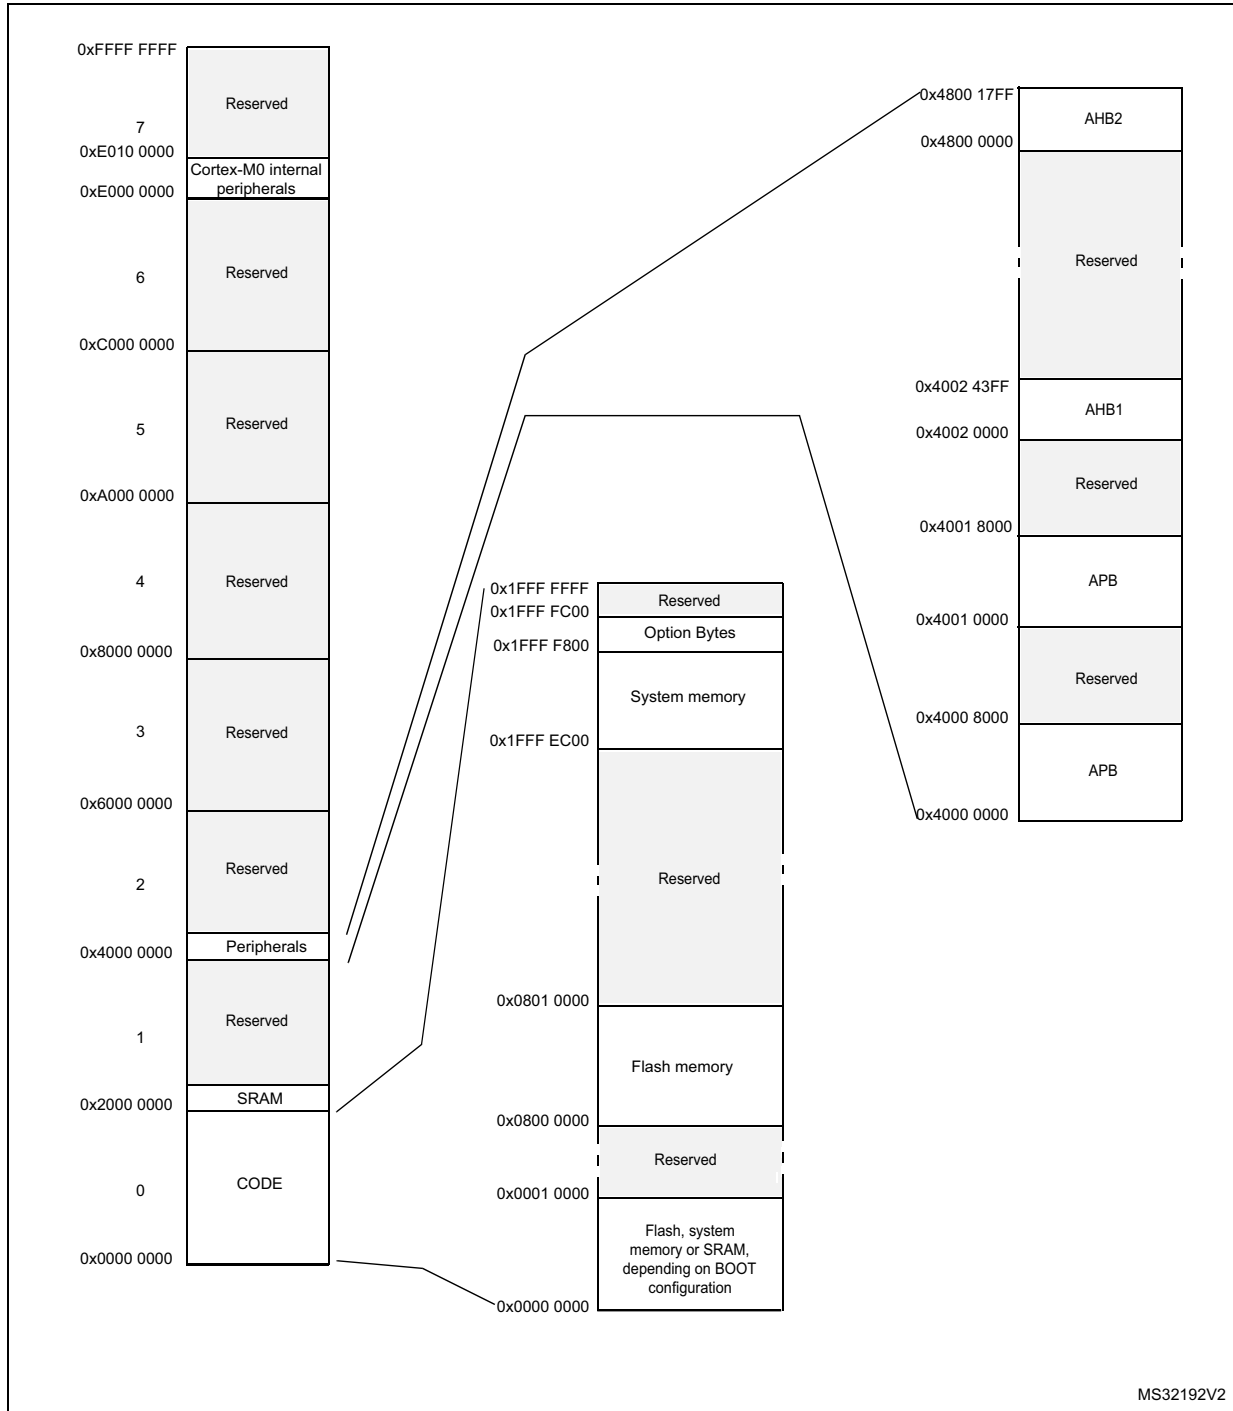 0xFFFF FFFF
Reserved
7
0xE010 0000
Cortex-M0 internal
peripherals
0xE000 0000
Reserved
6
0xC000 0000
Reserved
5
0xA000 0000
Reserved
4
0x8000 0000
Reserved
3
0x6000 0000
Reserved
2
Peripherals
0x4000 0000
Reserved
1
SRAM
0x2000 0000
CODE
0
0x0000 0000
0x1FFF FFFF
Reserved
0x1FFF FC00
Option Bytes
0x1FFF F800
System memory
0x1FFF EC00
Reserved
0x0801 0000
Flash memory
0x0800 0000
Reserved
0x0001 0000
Flash, system
memory or SRAM,
depending on BOOT
configuration
0x0000 0000
0x4800 17FF
AHB2
0x4800 0000
Reserved
0x4002 43FF
AHB1
0x4002 0000
Reserved
0x4001 8000
APB
0x4001 0000
Reserved
0x4000 8000
APB
0x4000 0000
MS32192V2